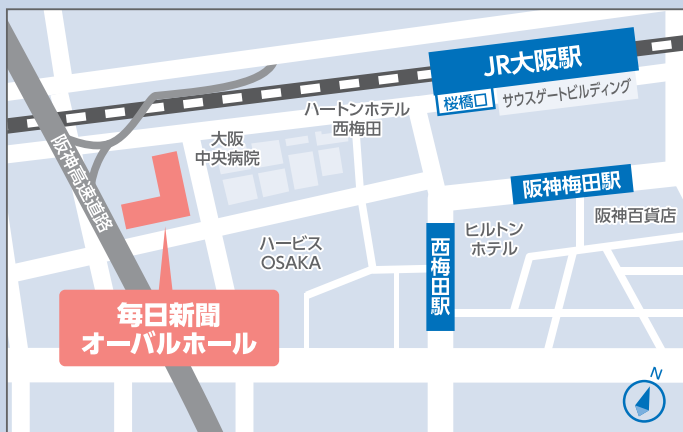 JR大阪駅
桜橋口
サウスゲートビルディング
ハートンホテル
西梅田
大阪
中央病院
阪神高速道路
阪神梅田駅
阪神百貨店
ヒルトン
ホテル
西梅田駅
ハービス
OSAKA
毎日新聞
オーバルホール
N